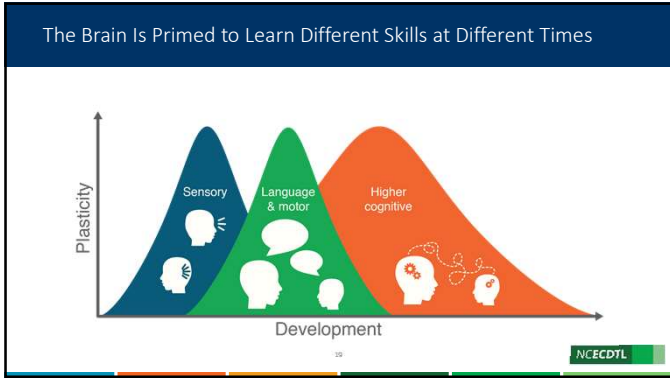 The Brain Is Primed to Learn Different Skills at Different Times
Plasticity
Sensory
Language
& motor
Higher
cognitive
Development
19
NCECDTL